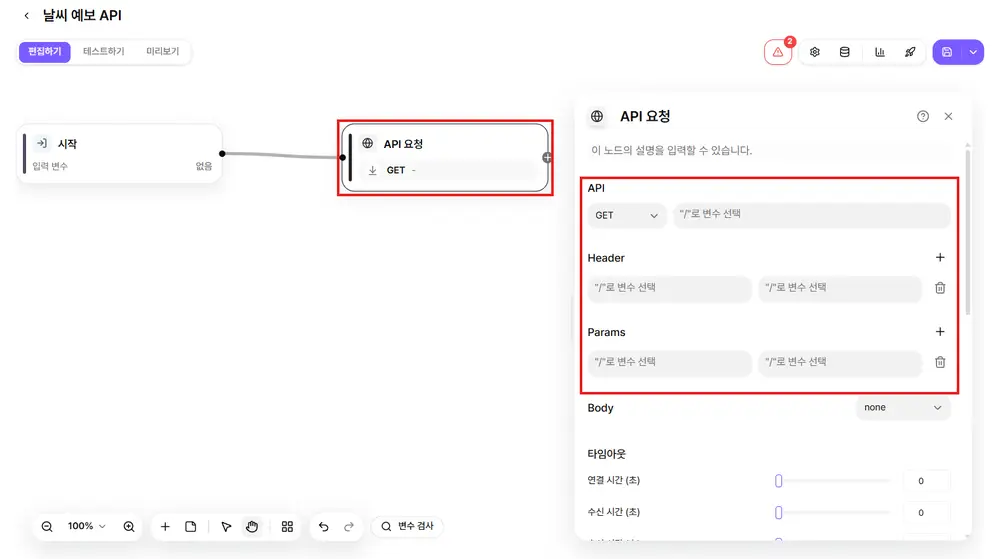 날씨 예보 API
편집하기 테스트하기 미리보기
2
시작
입력 변수 없음
API 요청
GET -
API 요청
이 노드의 설명을 입력할 수 있습니다.
API
GET "/"로 변수 선택
Header
"/"로 변수 선택 "/"로 변수 선택
Params
"/"로 변수 선택 "/"로 변수 선택
Body none
타임아웃
연결 시간 (초) 0
수신 시간 (초) 0
100% 변수 검사